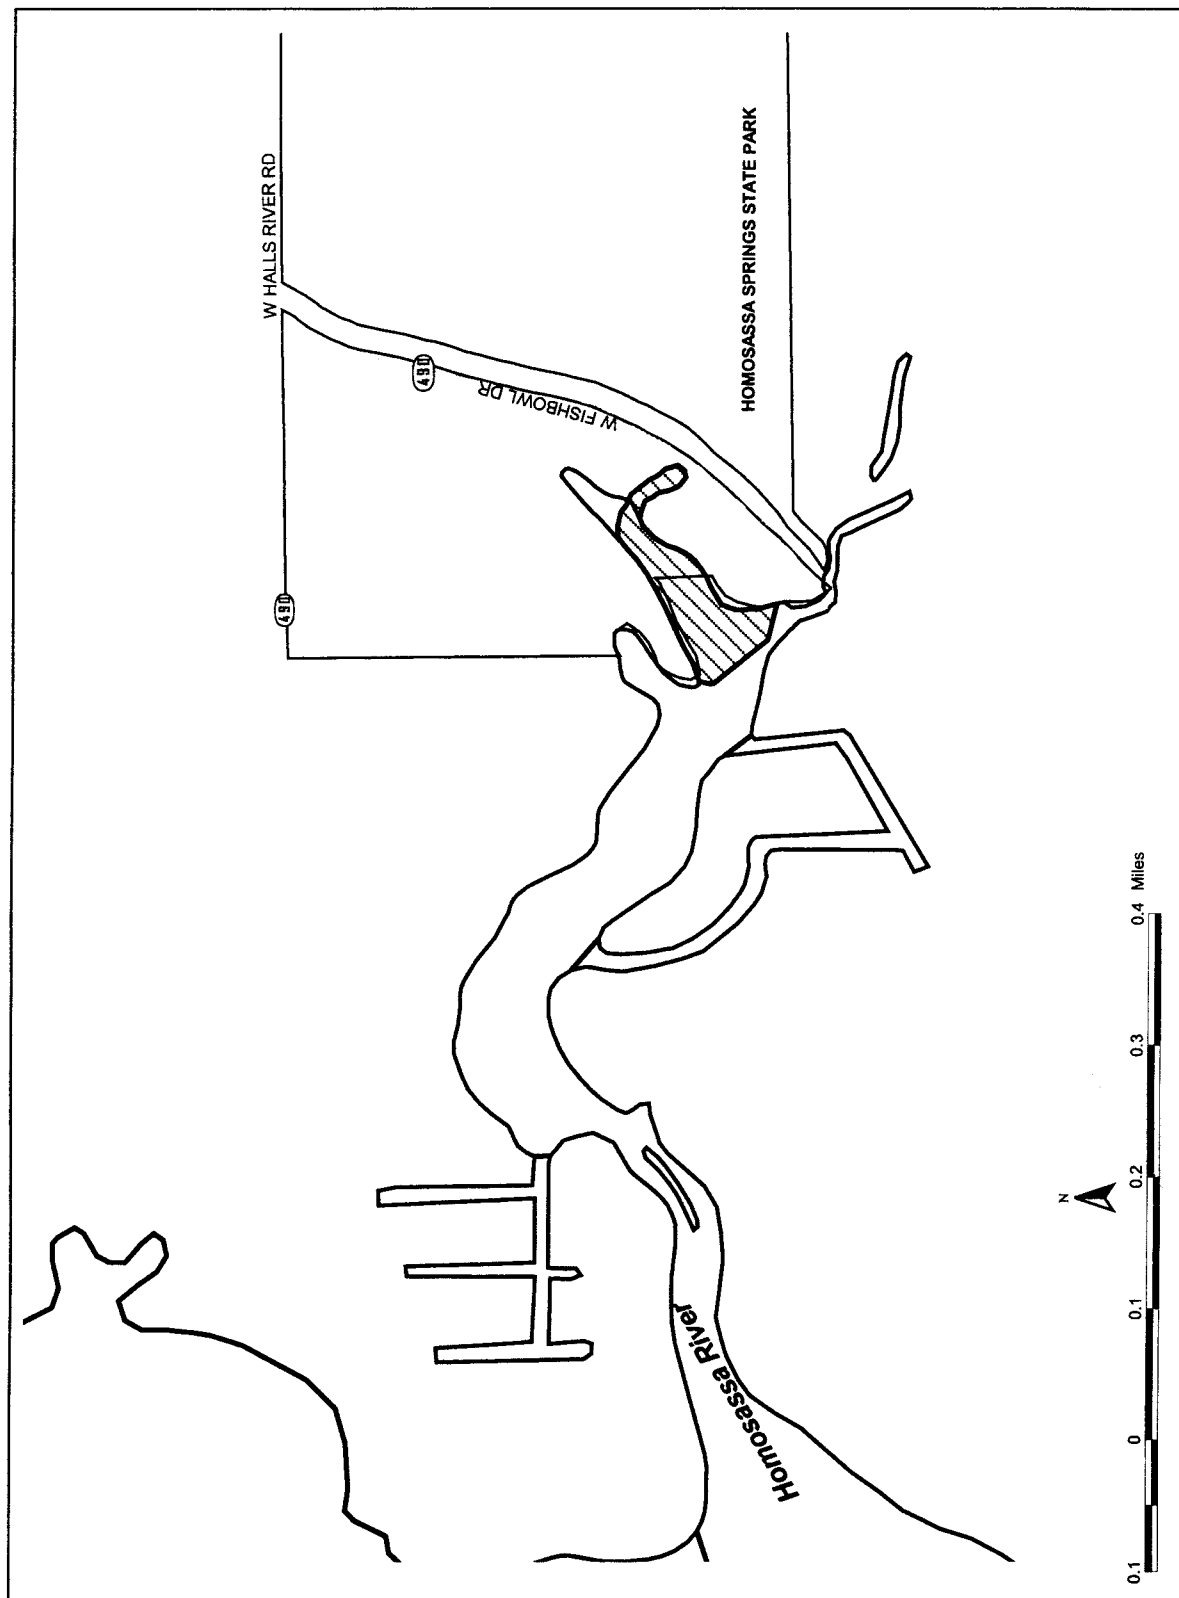 W HALLS RIVER RD
490
490
W FISHBOWL DR
HOMOSASSA SPRINGS STATE PARK
Homosassa River
N
0.1 0 0.1 0.2 0.3 0.4 Miles